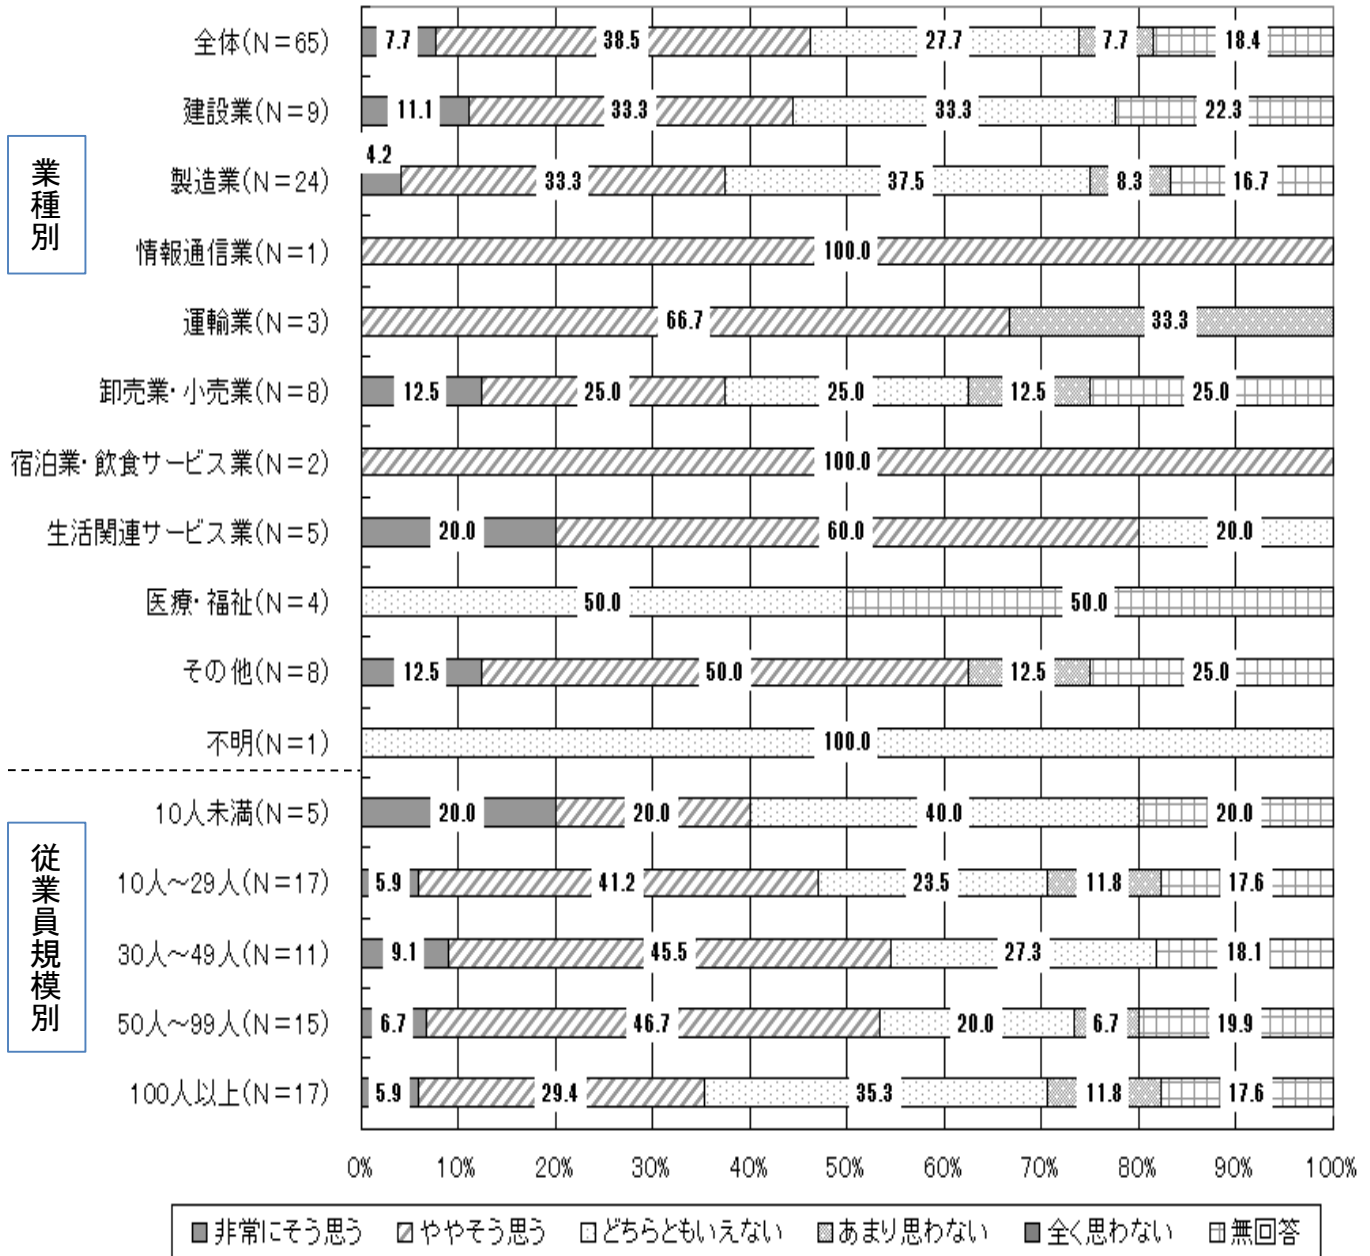 全体(N=65) 7.7 38.5 27.7 7.7 18.4
建設業(N=9) 11.1 33.3 33.3 22.3
業種別
製造業(N=24) 4.2 33.3 37.5 8.3 16.7
情報通信業(N=1) 100.0
運輸業(N=3) 66.7 33.3
卸売業・小売業(N=8) 12.5 25.0 25.0 12.5 25.0
宿泊業・飲食サービス業(N=2) 100.0
生活関連サービス業(N=5) 20.0 60.0 20.0
医療・福祉(N=4) 50.0 50.0
その他(N=8) 12.5 50.0 12.5 25.0
不明(N=1) 100.0
従業員規模別
10人未満(N=5) 20.0 20.0 40.0 20.0
10人～29人(N=17) 5.9 41.2 23.5 11.8 17.6
30人～49人(N=11) 9.1 45.5 27.3 18.1
50人～99人(N=15) 6.7 46.7 20.0 6.7 19.9
100人以上(N=17) 5.9 29.4 35.3 11.8 17.6
0% 10% 20% 30% 40% 50% 60% 70% 80% 90% 100%
非常にそう思う ややそう思う どちらともいえない あまり思わない 全く思わない 無回答